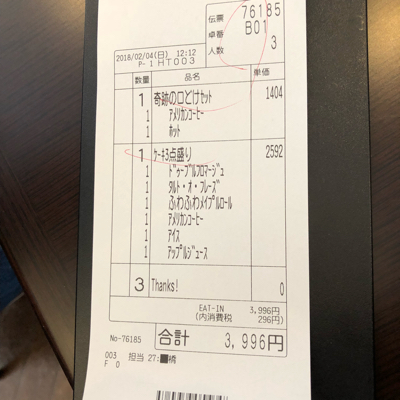 伝票 76185
卓番 B01
人数 3
2018/02/04(日) 12:12
P-1HT003
数量 品名 単価
1 奇跡の口どけｾｯﾄ 1404
1 ｱﾒﾘｶﾝｺｰﾋｰ
1 ﾎｯﾄ
1 ｹｰｷ3点盛り 2592
1 ﾄﾞｩｰﾌﾞﾙﾌﾛﾏｰｼﾞｭ
1 ﾀﾙﾄ・ｵ・ﾌﾚｰｽﾞ
1 ふわふわﾒｲﾌﾟﾙﾛｰﾙ
1 ｱﾒﾘｶﾝｺｰﾋｰ
1 ｱｲｽ
1 ｱｯﾌﾟﾙｼﾞｭｰｽ
3 Thanks! 0
EAT-IN 3,996円
(内消費税 296円)
No-76185 合計 3,996円
003 担当 27:■橋
F 0